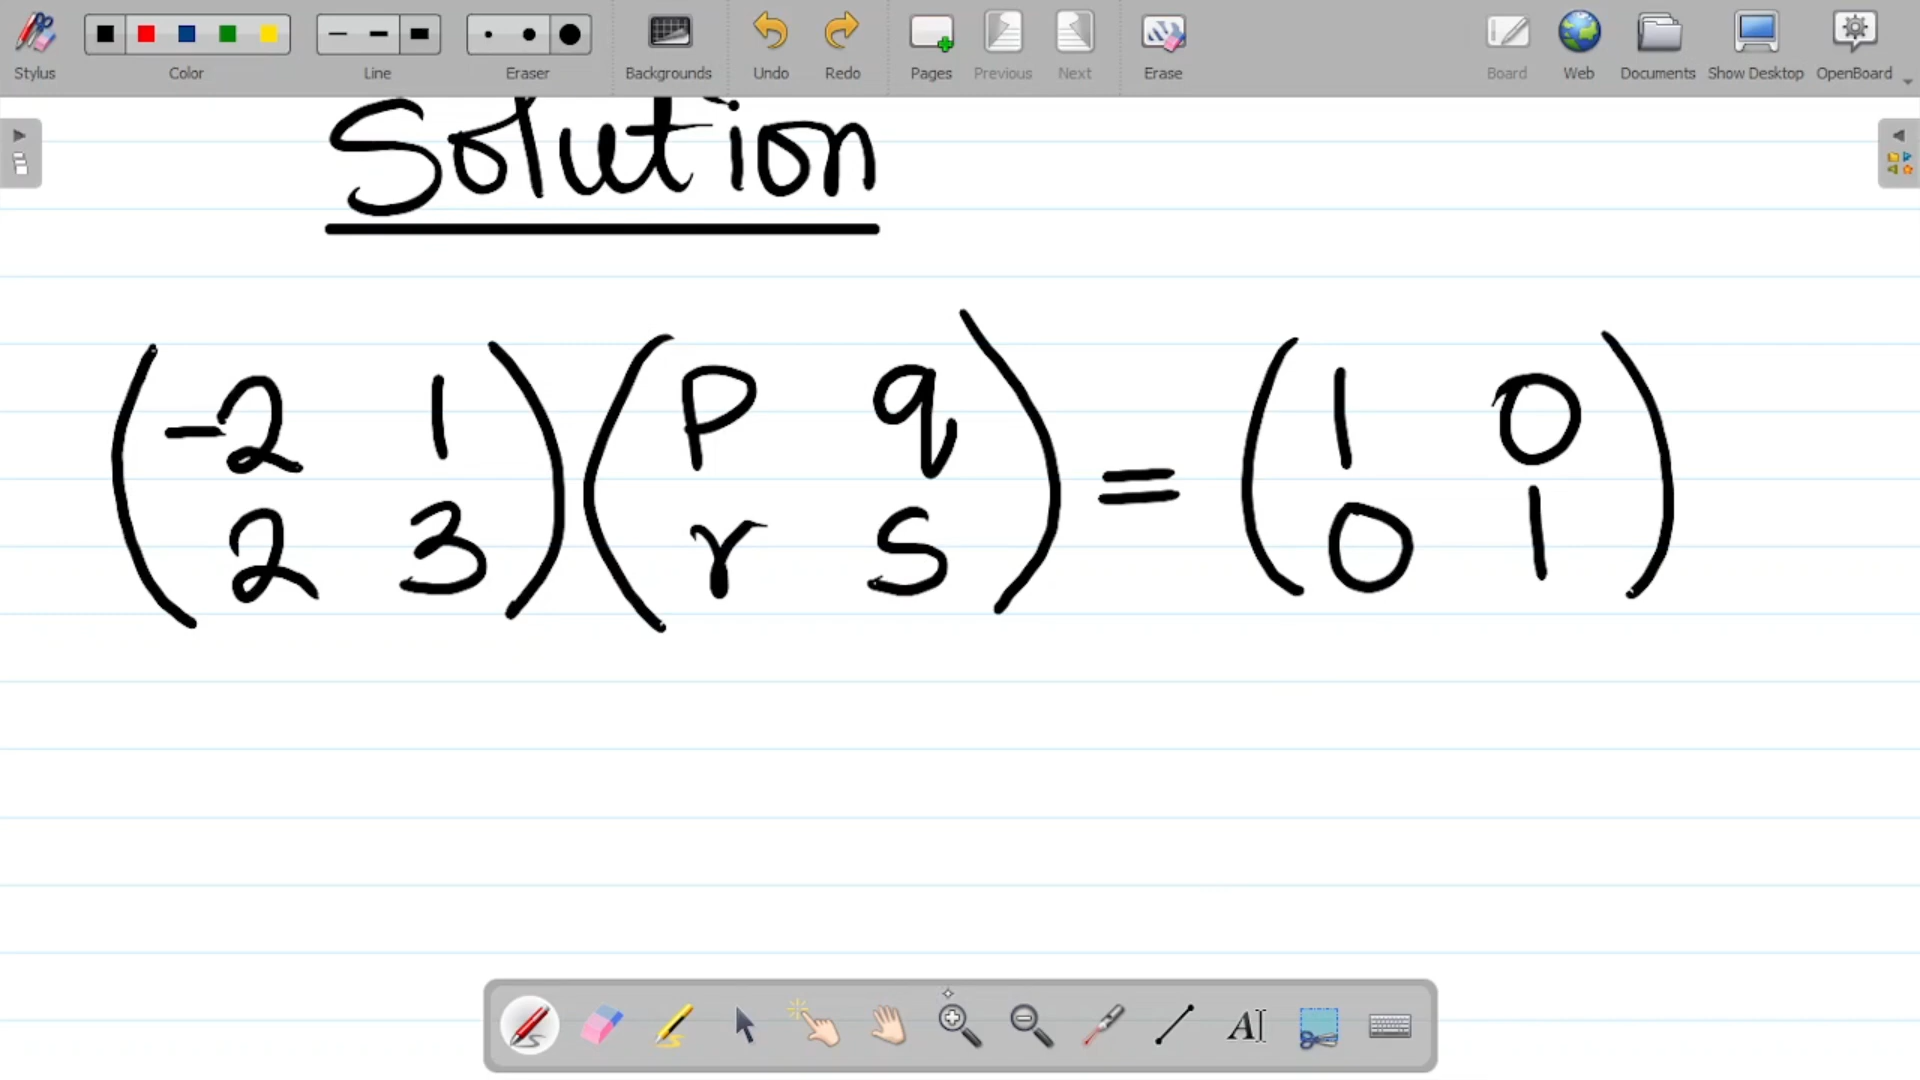 Stylus Color Line Eraser Backgrounds Undo Redo Pages Previous Next Erase Board Web Documents Show Desktop OpenBoard
Solution
(-2 1) (p q) = (1 0)
(2 3) (r s) (0 1)